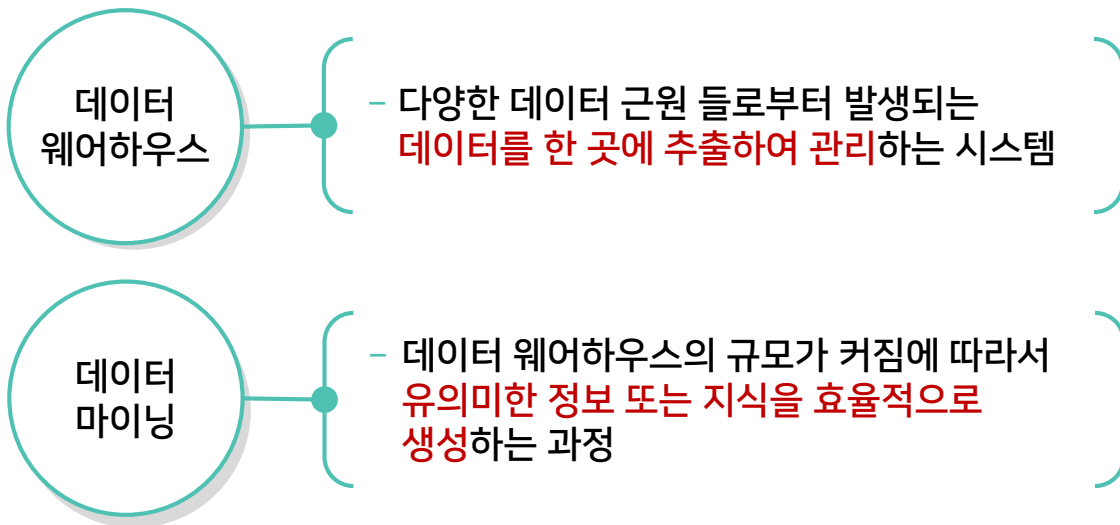 데이터
웨어하우스
– 다양한 데이터 근원 들로부터 발생되는
데이터를 한 곳에 추출하여 관리하는 시스템
데이터
마이닝
– 데이터 웨어하우스의 규모가 커짐에 따라서
유의미한 정보 또는 지식을 효율적으로
생성하는 과정